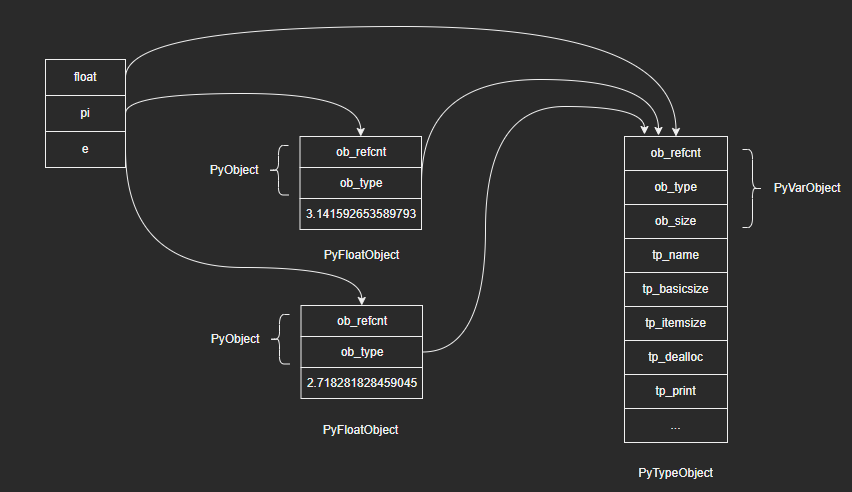 float
pi
e
PyObject
ob_refcnt
ob_type
3.141592653589793
PyFloatObject
PyObject
ob_refcnt
ob_type
2.718281828459045
PyFloatObject
ob_refcnt
ob_type
ob_size
tp_name
tp_basicsize
tp_itemsize
tp_dealloc
tp_print
...
PyVarObject
PyTypeObject